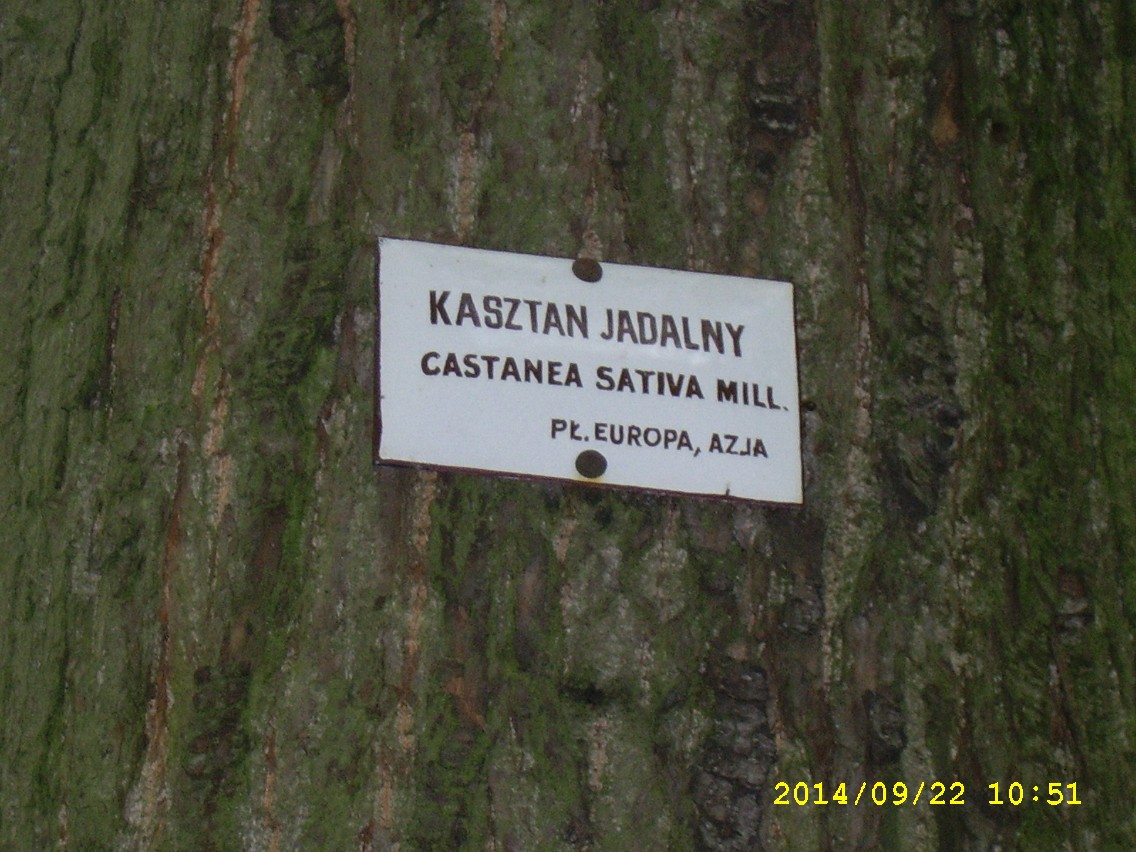 KASZTAN JADALNY
CASTANEA SATIVA MILL.
PŁ. EUROPA, AZJA
2014/09/22 10:51